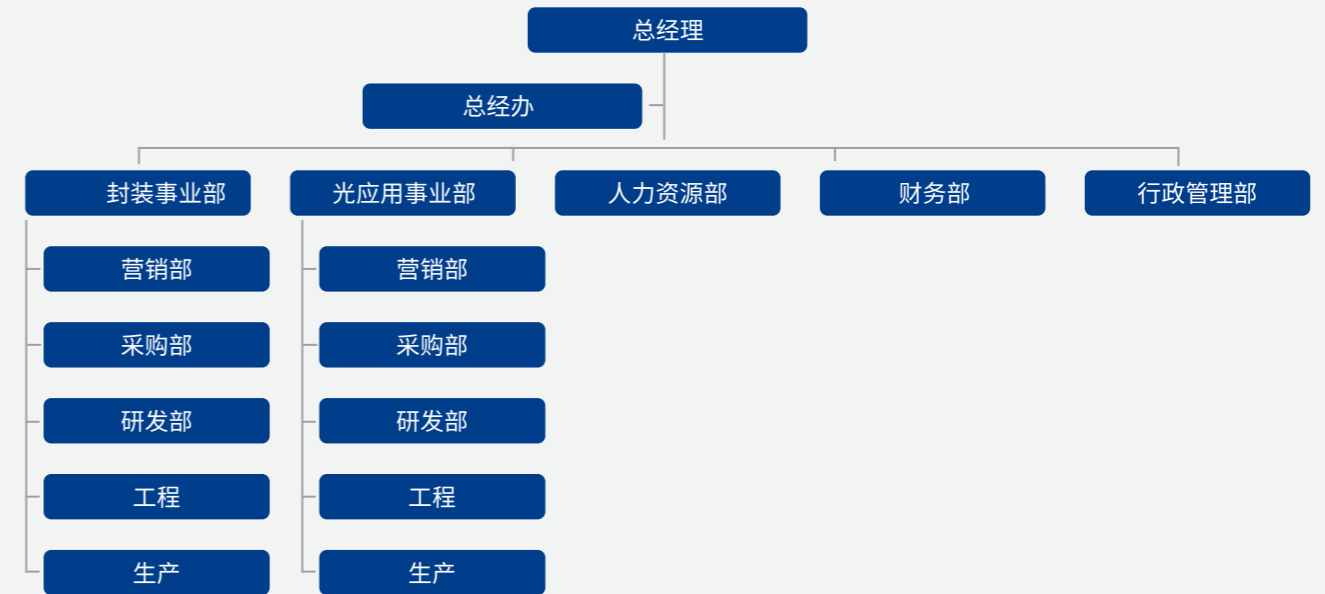 总经理
总经办
封装事业部
光应用事业部
人力资源部
财务部
行政管理部
营销部
营销部
采购部
采购部
研发部
研发部
工程
工程
生产
生产